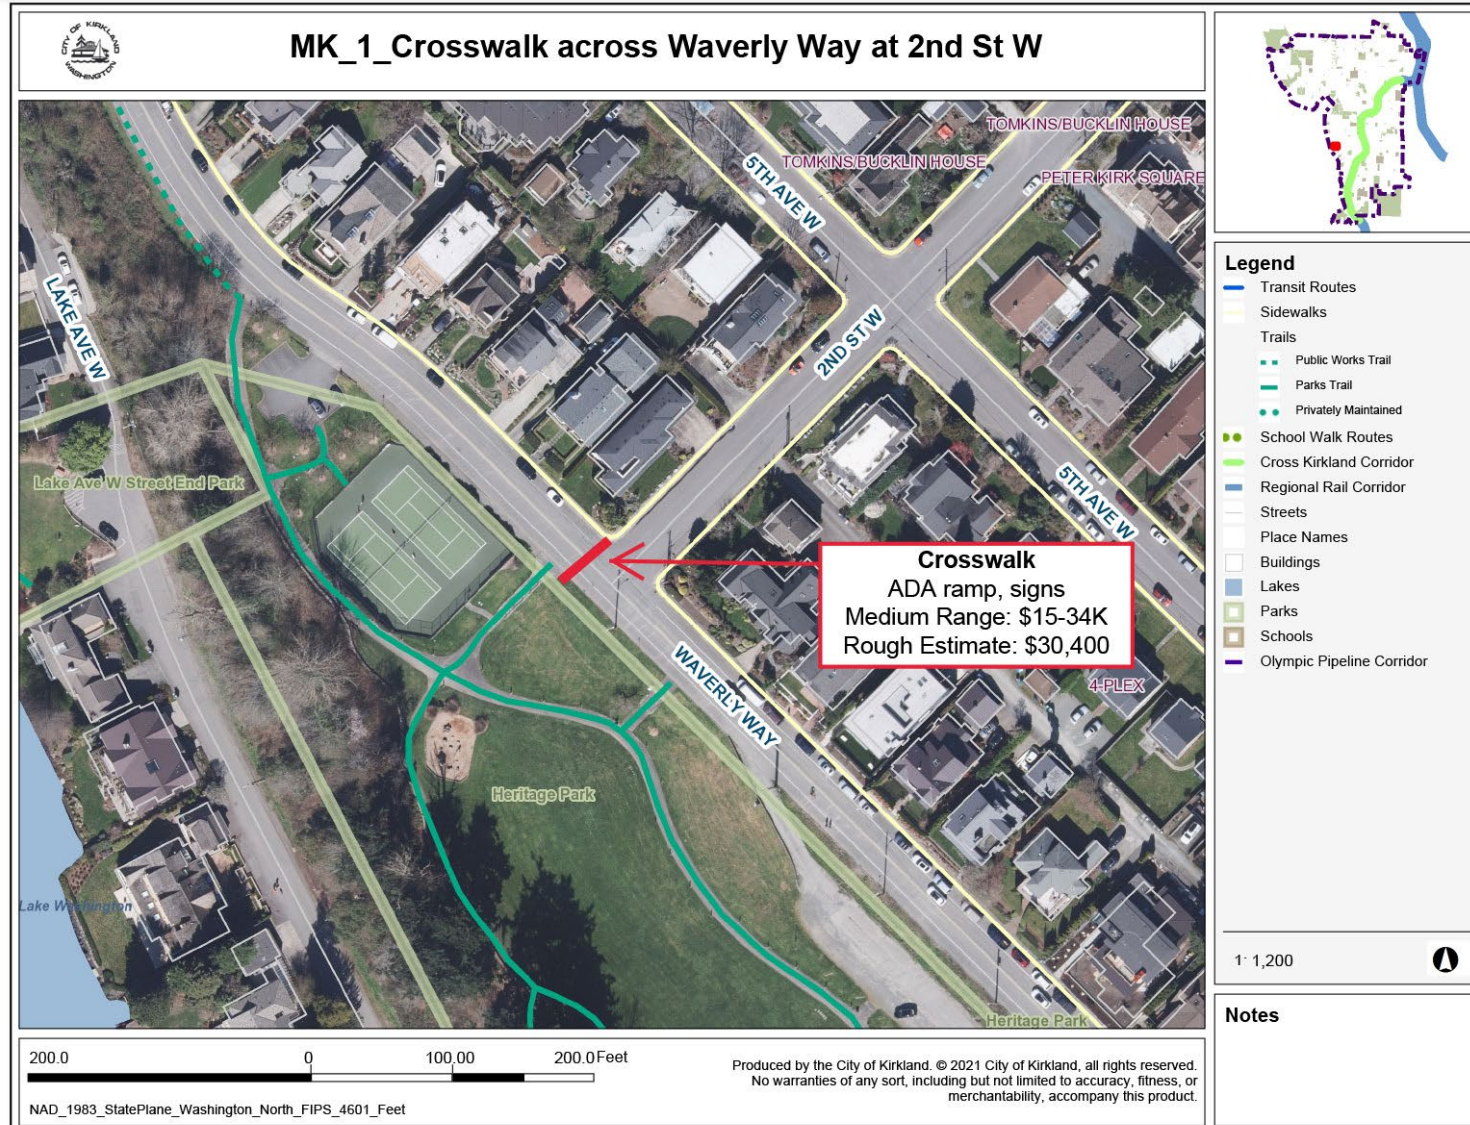 CITY OF KIRKLAND
WASHINGTON
MK_1_Crosswalk across Waverly Way at 2nd St W
TOMKINS/BUCKLIN HOUSE
TOMKINS/BUCKLIN HOUSE
PETER KIRK SQUARE
5TH AVE W
LAKE AVE W
2ND ST W
Lake Ave W Street End Park
5TH AVE W
Crosswalk
ADA ramp, signs
Medium Range: $15-34K
Rough Estimate: $30,400
WAVERLY WAY
4-PLEX
Heritage Park
Lake Washington
Heritage Park
Legend
Transit Routes
Sidewalks
Trails
Public Works Trail
Parks Trail
Privately Maintained
School Walk Routes
Cross Kirkland Corridor
Regional Rail Corridor
Streets
Place Names
Buildings
Lakes
Parks
Schools
Olympic Pipeline Corridor
1: 1,200
Notes
200.0 0 100.00 200.0 Feet
NAD_1983_StatePlane_Washington_North_FIPS_4601_Feet
Produced by the City of Kirkland. © 2021 City of Kirkland, all rights reserved.
No warranties of any sort, including but not limited to accuracy, fitness, or
merchantability, accompany this product.